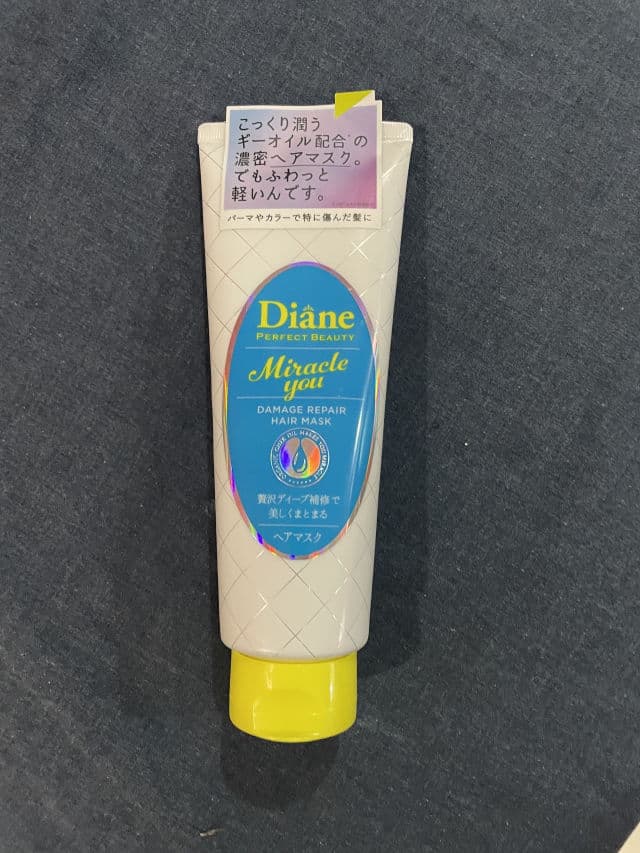 こっくり潤う
ギーオイル配合*の
濃密ヘアマスク。
でもふわっと
軽いんです。
パーマやカラーで特に傷んだ髪に
Diane
PERFECT BEAUTY
Miracle
you
DAMAGE REPAIR
HAIR MASK
贅沢ディープ補修で
美しくまとまる
ヘアマスク